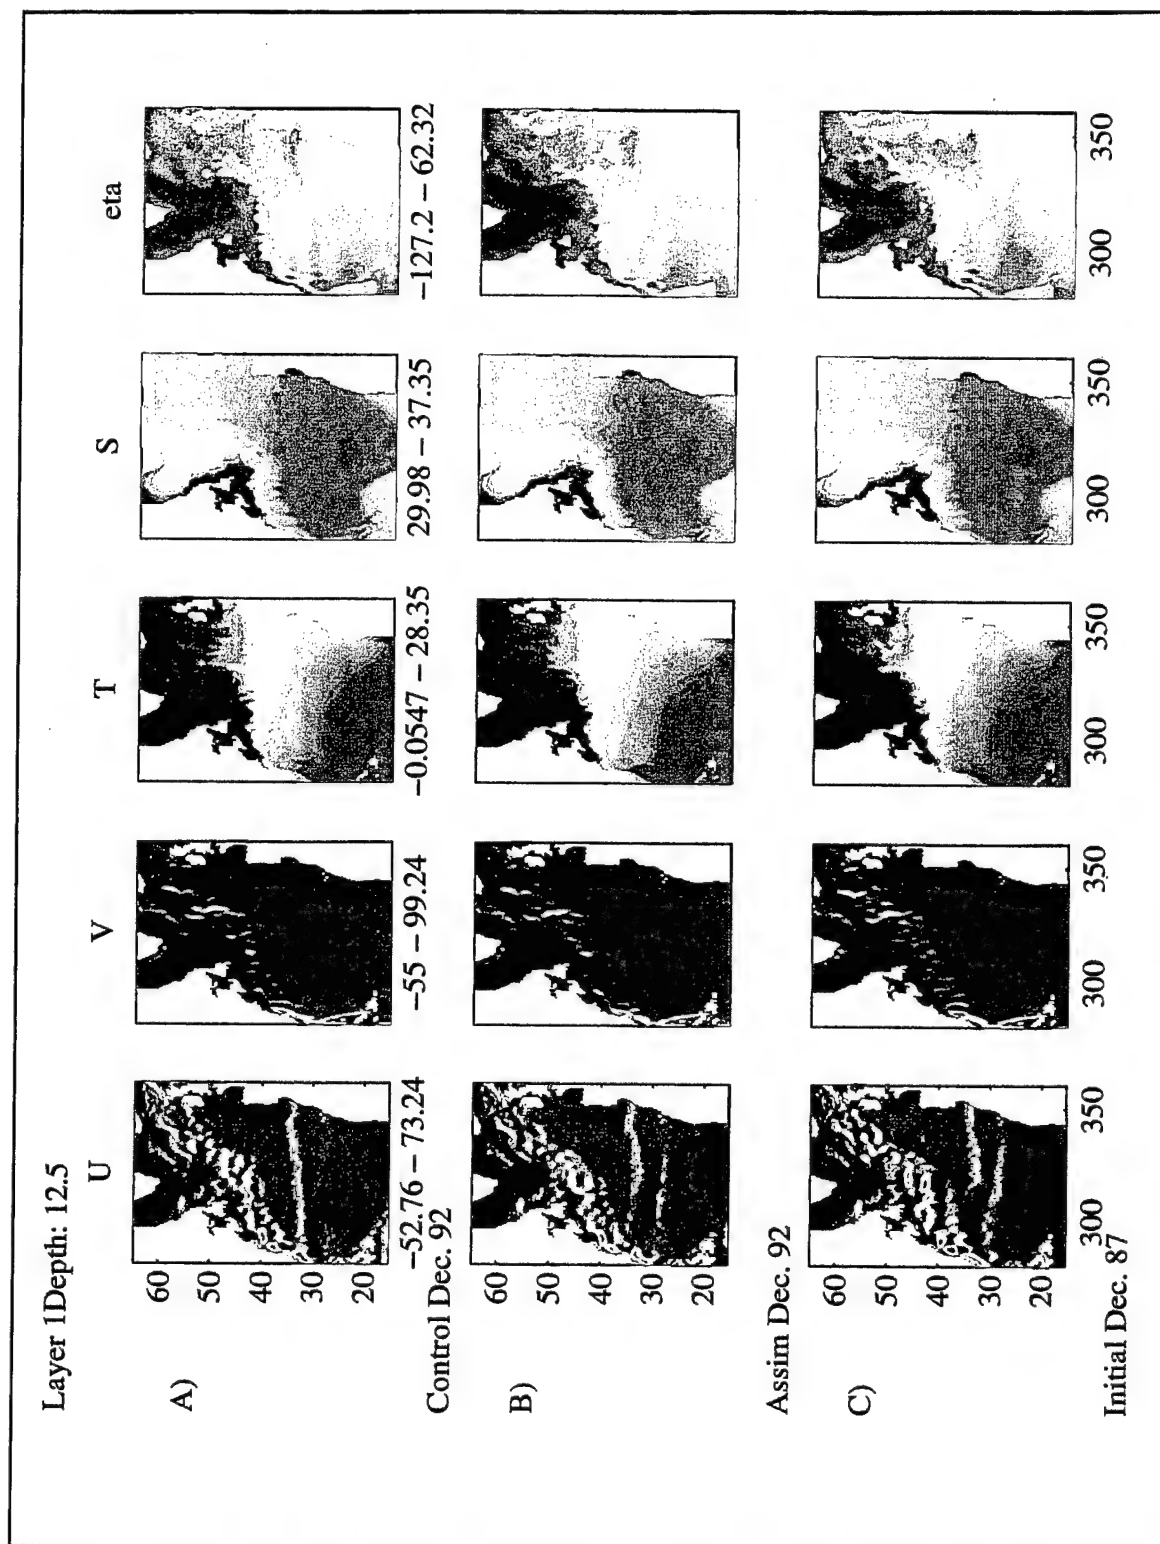 Layer 1Depth: 12.5
U V T S eta
A)
60
50
40
30
20
−52.76 − 73.24 −55 − 99.24 −0.0547 − 28.35 29.98 − 37.35 −127.2 − 62.32
Control Dec. 92
B)
60
50
40
30
20
Assim Dec. 92
C)
60
50
40
30
20
300 350 300 350 300 350 300 350 300 350
Initial Dec. 87